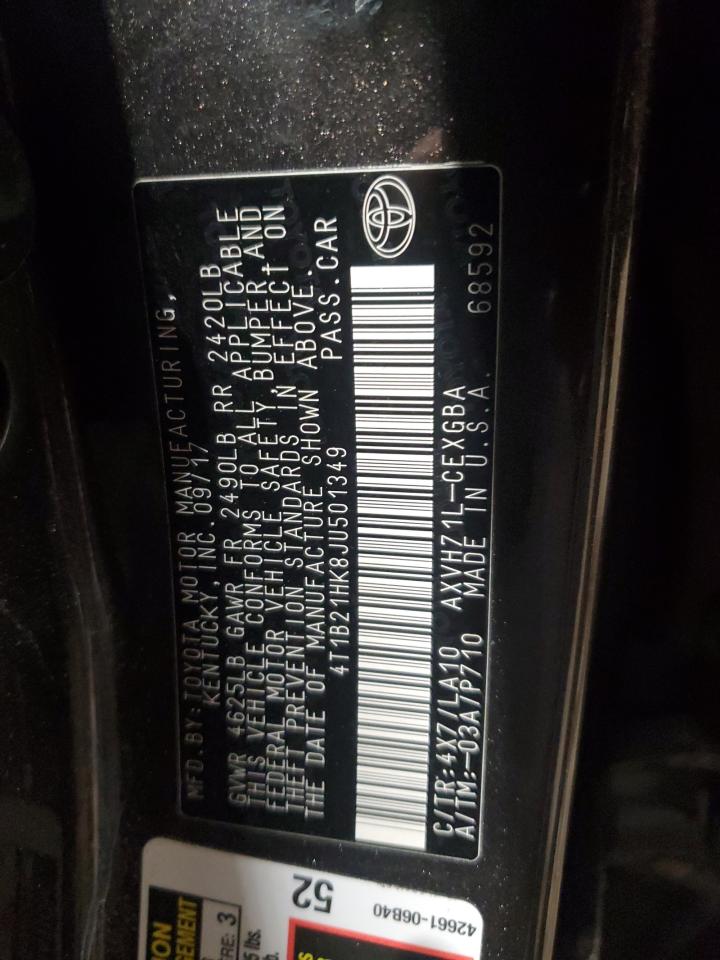 MFD.BY:TOYOTA MOTOR MANUFACTURING,
KENTUCKY, INC. 09/17
GVWR 4625LB GAWR FR 2490LB RR 2420LB
THIS VEHICLE CONFORMS TO ALL APPLICABLE
FEDERAL MOTOR VEHICLE SAFETY,BUMPER,AND
THEFT PREVENTION STANDARDS IN EFFECT ON
THE DATE OF MANUFACTURE SHOWN ABOVE.
4T1B21HK8JU501349 PASS.CAR
C/TR:4X7/LA10 AXVH71L-CEXGBA
A/TM:-03A/P710 MADE IN U.S.A. 68592
52
42661-06B40
3
lbs.